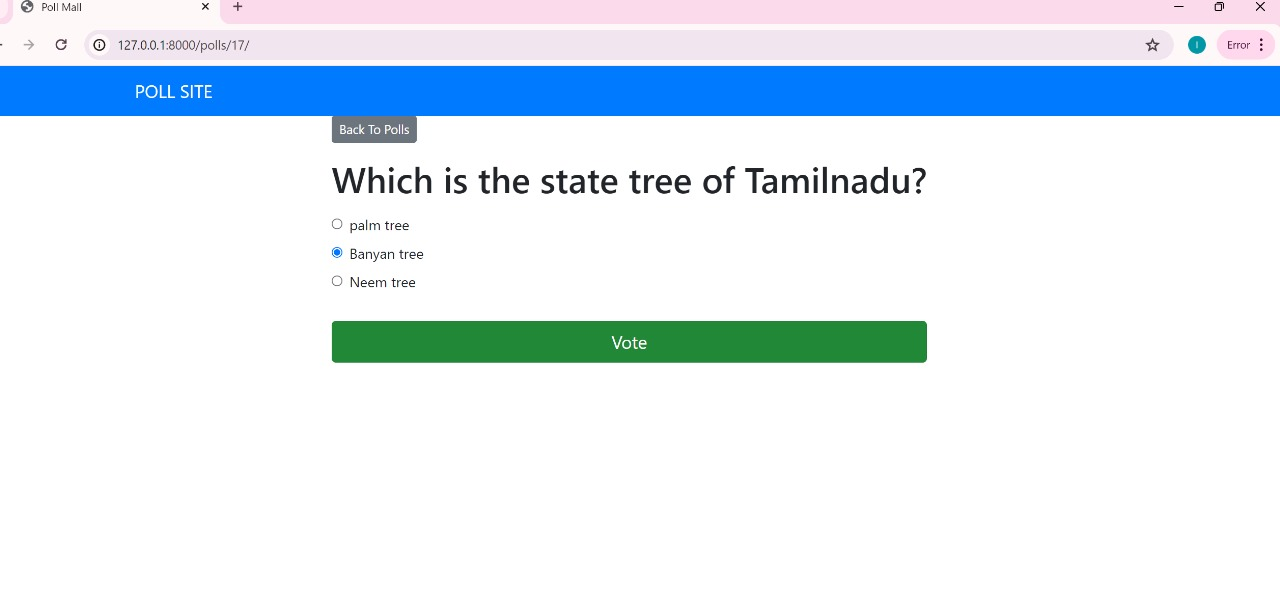 Poll Mall
127.0.0.1:8000/polls/17/
Error
POLL SITE
Back To Polls
Which is the state tree of Tamilnadu?
palm tree
Banyan tree
Neem tree
Vote